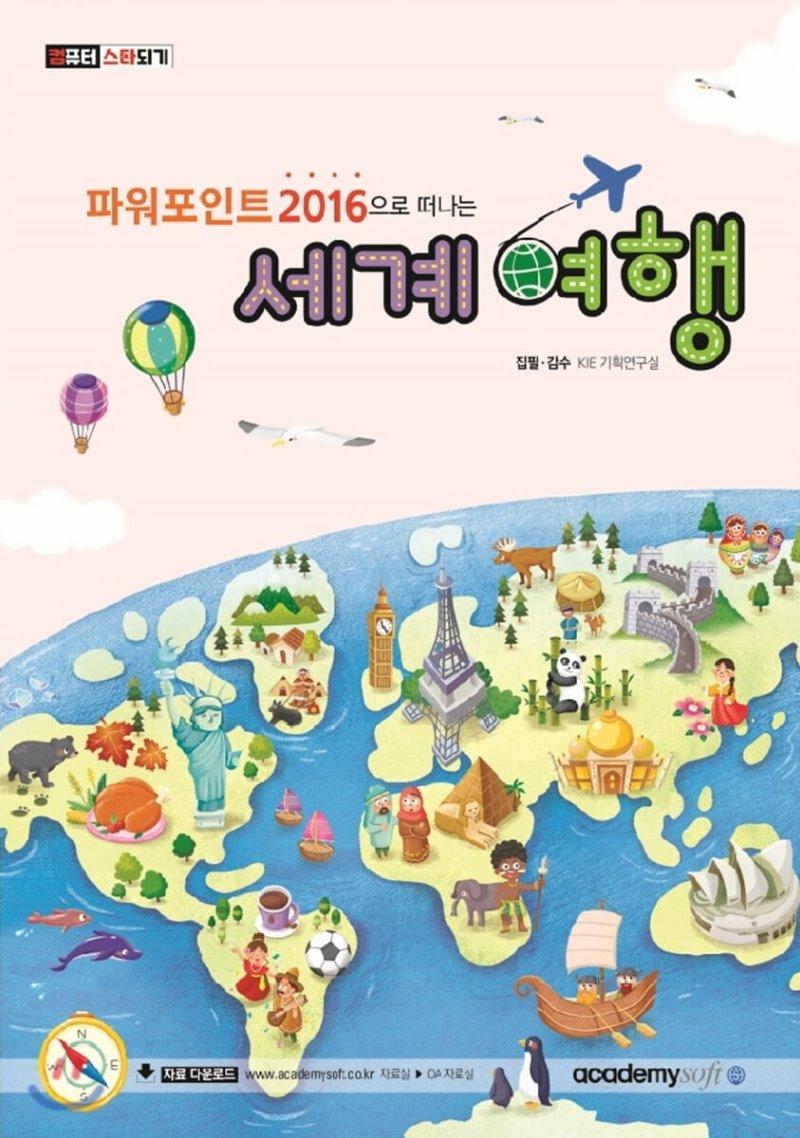 컴퓨터 스타되기
파워포인트 2016으로 떠나는
세계 여행
집필·김수 KIE 기획연구실
N
W E
S
자료 다운로드 www.academysoft.co.kr 자료실 ▶ OA 자료실
academysoft